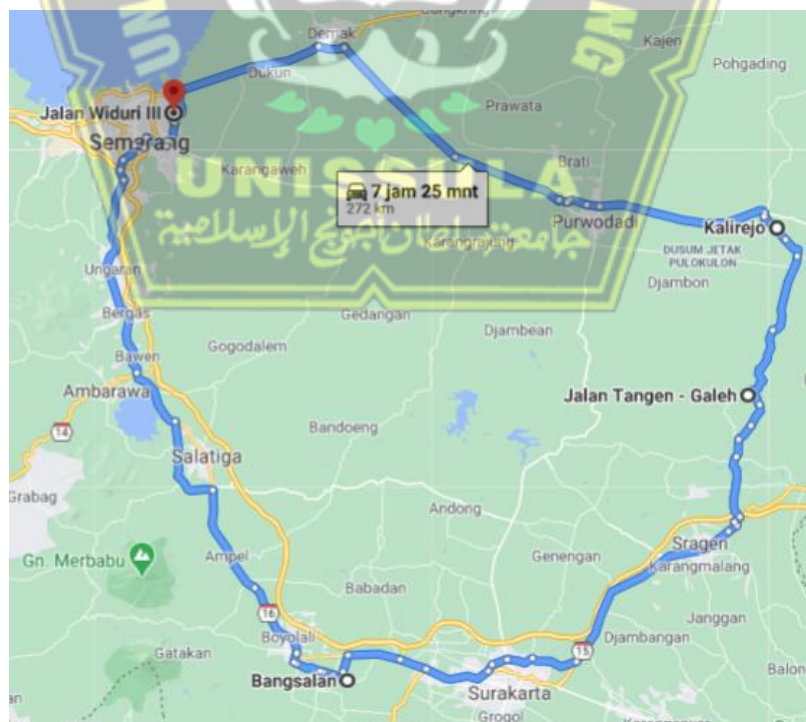 Demak
Kajen
Dukun
Pohgading
Jalan Widuri III
Prawata
Semarang
Brati
Karangaweh
UNISSULA
7 jam 25 mnt
272 km
جامعة سلطان أجونج الإسلامية
Purwodadi
Kalirejo
Karangrajung
DUSUM JETAK
PULOKULON
Ungaran
Djambon
Bergas
Gedangan
Djambean
Gogodalem
Bawen
Ambarawa
Jalan Tangen - Galeh
Bandoeng
14
Salatiga
Grabag
Andong
Sragen
Ampel
Genengan
Karangmalang
Gn. Merbabu
Babadan
16
Janggan
Boyolali
Djambangan
15
Gatakan
Balon
Bangsalan
Surakarta
Grogol